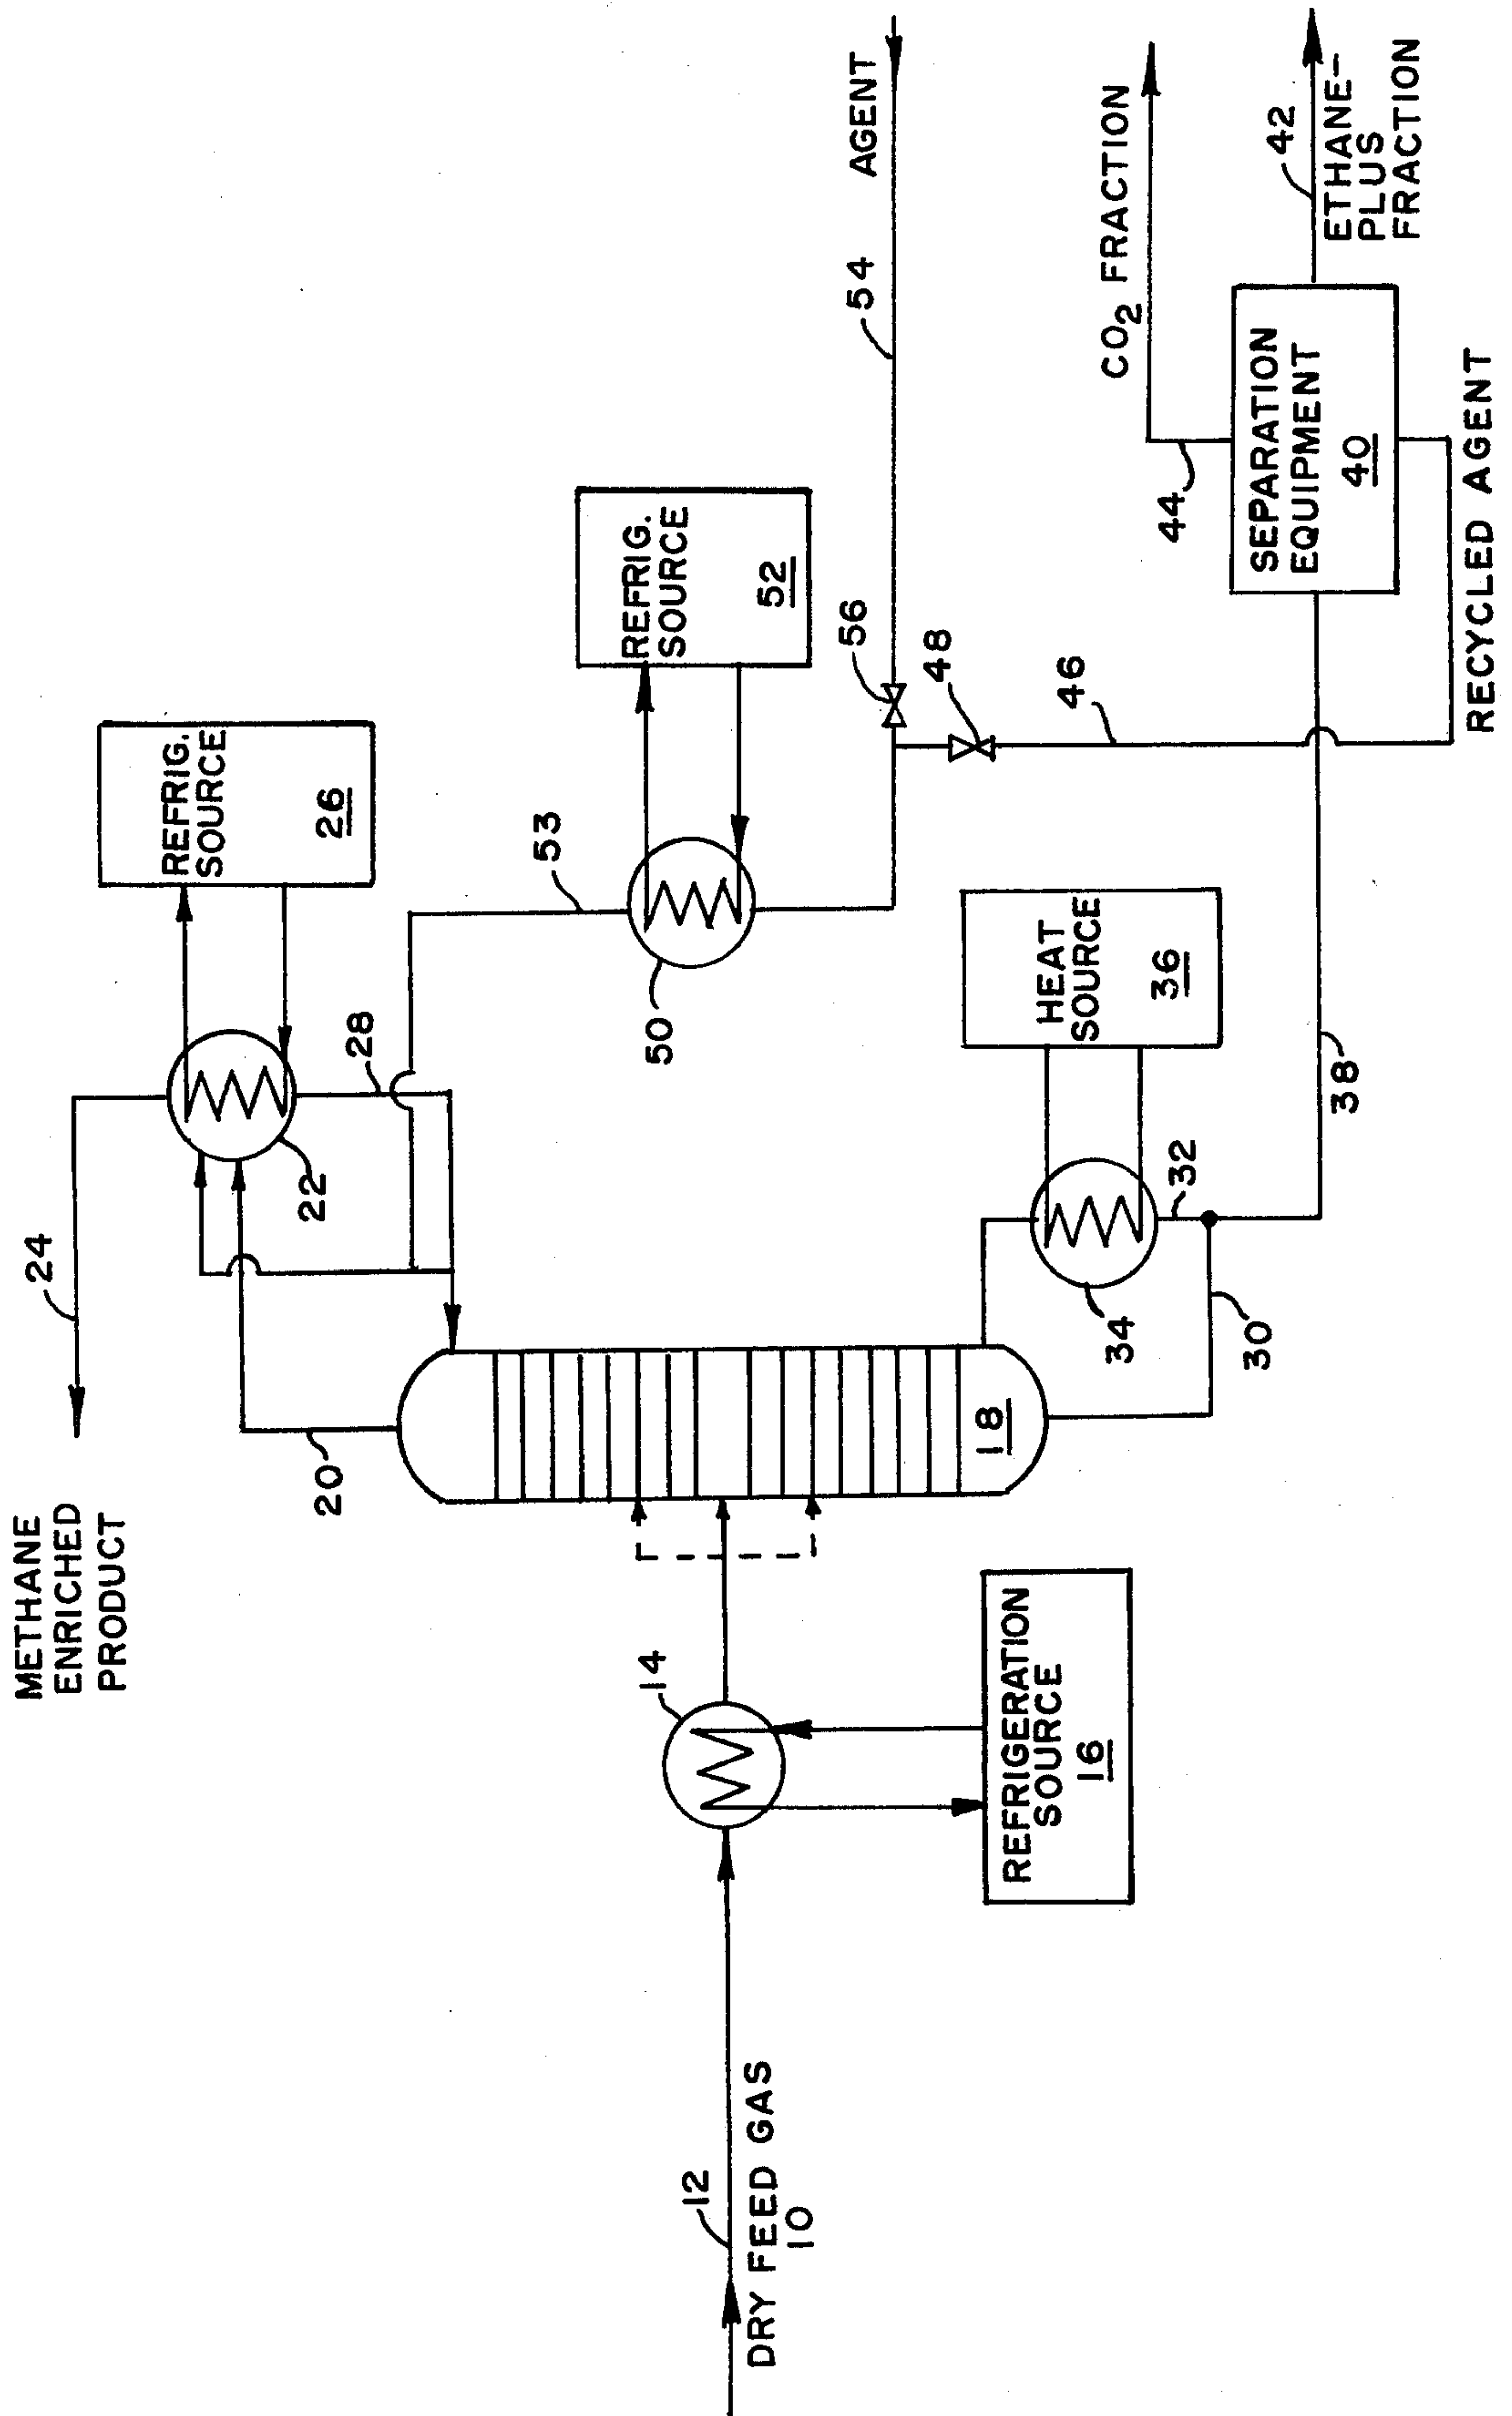 METHANE
ENRICHED
PRODUCT
24
20
22
28
REFRIG.
SOURCE
26
53
50
REFRIG.
SOURCE
52
AGENT
54
56
48
46
DRY FEED GAS
10
12
14
REFRIGERATION
SOURCE
16
18
30
32
34
HEAT
SOURCE
36
38
SEPARATION
EQUIPMENT
40
44
CO2 FRACTION
42
ETHANE-
PLUS
FRACTION
RECYCLED AGENT